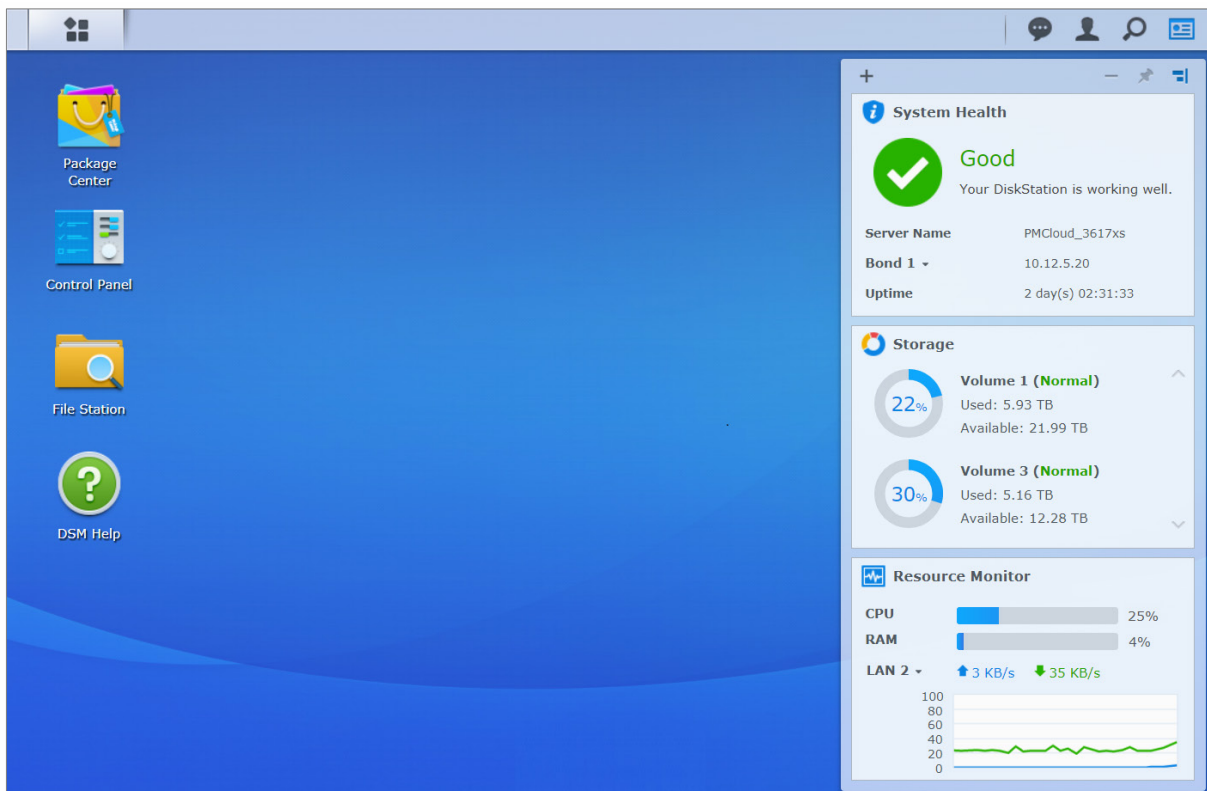 Package
Center
Control Panel
File Station
DSM Help
System Health
Good
Your DiskStation is working well.
Server Name PMCloud_3617xs
Bond 1 10.12.5.20
Uptime 2 day(s) 02:31:33
Storage
22%
Volume 1 (Normal)
Used: 5.93 TB
Available: 21.99 TB
30%
Volume 3 (Normal)
Used: 5.16 TB
Available: 12.28 TB
Resource Monitor
CPU 25%
RAM 4%
LAN 2 3 KB/s 35 KB/s
100
80
60
40
20
0